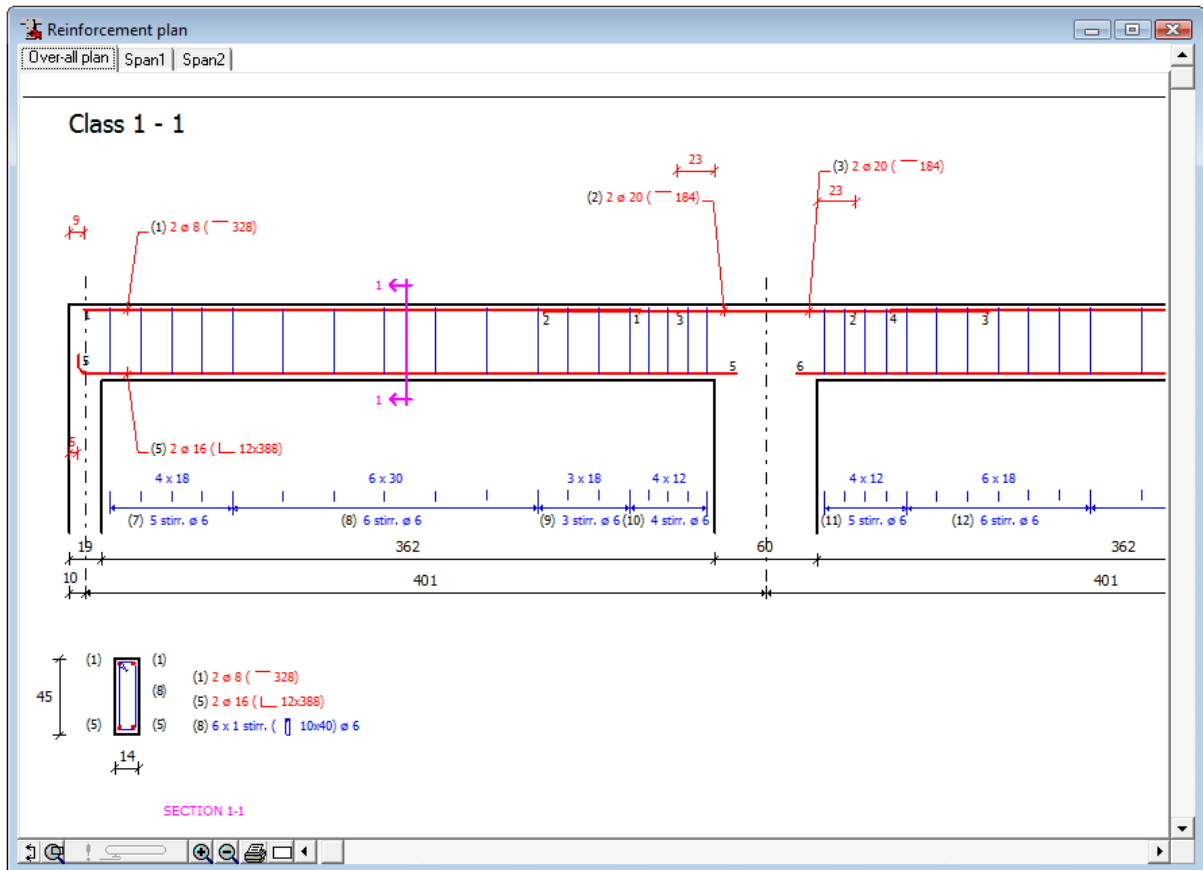 Reinforcement plan
Over-all plan Span1 Span2
Class 1 - 1
23 (3) 2 ø 20 ( 184)
(2) 2 ø 20 ( 184) 23
9 (1) 2 ø 8 ( 328)
1
1 2 1 3 2 4 3
5 5 6
1
5 (5) 2 ø 16 ( 12x388)
4 x 18 6 x 30 3 x 18 4 x 12 4 x 12 6 x 18
(7) 5 stirr. ø 6 (8) 6 stirr. ø 6 (9) 3 stirr. ø 6 (10) 4 stirr. ø 6 (11) 5 stirr. ø 6 (12) 6 stirr. ø 6
19 362 60 362
10 401 401
(1) (1) (1) 2 ø 8 ( 328)
45 (8) (5) 2 ø 16 ( 12x388)
(5) (5) (8) 6 x 1 stirr. ( 10x40) ø 6
14
SECTION 1-1